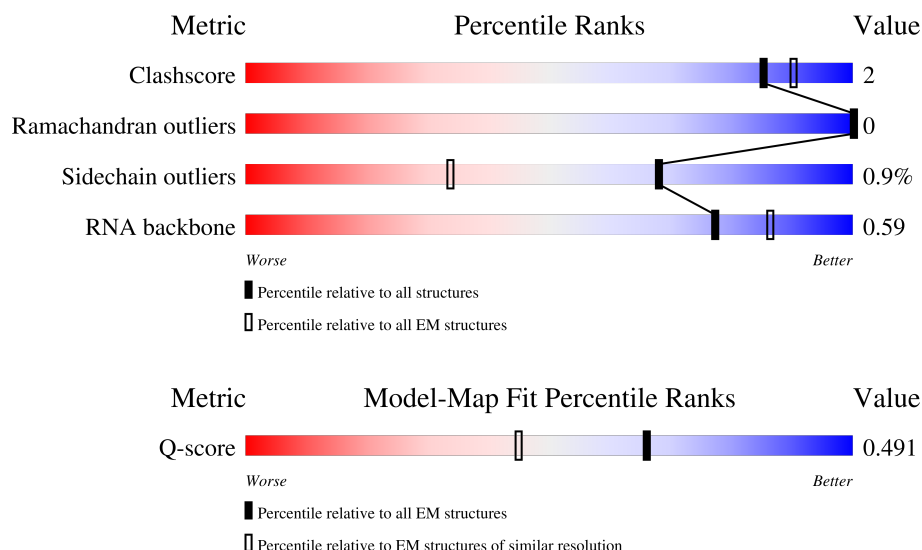 Metric Percentile Ranks Value
Clashscore 2
Ramachandran outliers 0
Sidechain outliers 0.9%
RNA backbone 0.59
Worse Better
Percentile relative to all structures
Percentile relative to all EM structures
Metric Model-Map Fit Percentile Ranks Value
Q-score 0.491
Worse Better
Percentile relative to all EM structures
Percentile relative to EM structures of similar resolution